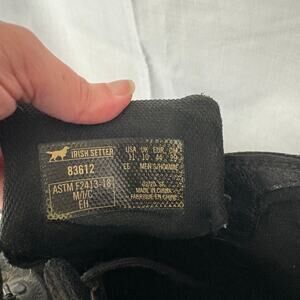 IRISH SETTER
83612
ASTM F2413-18
M/I/C
EH
USA UK EUR CM
11 10 44 29
EE MEN'S/HOMME
MADE IN CHINA
FABRIQUÉ EN CHINE